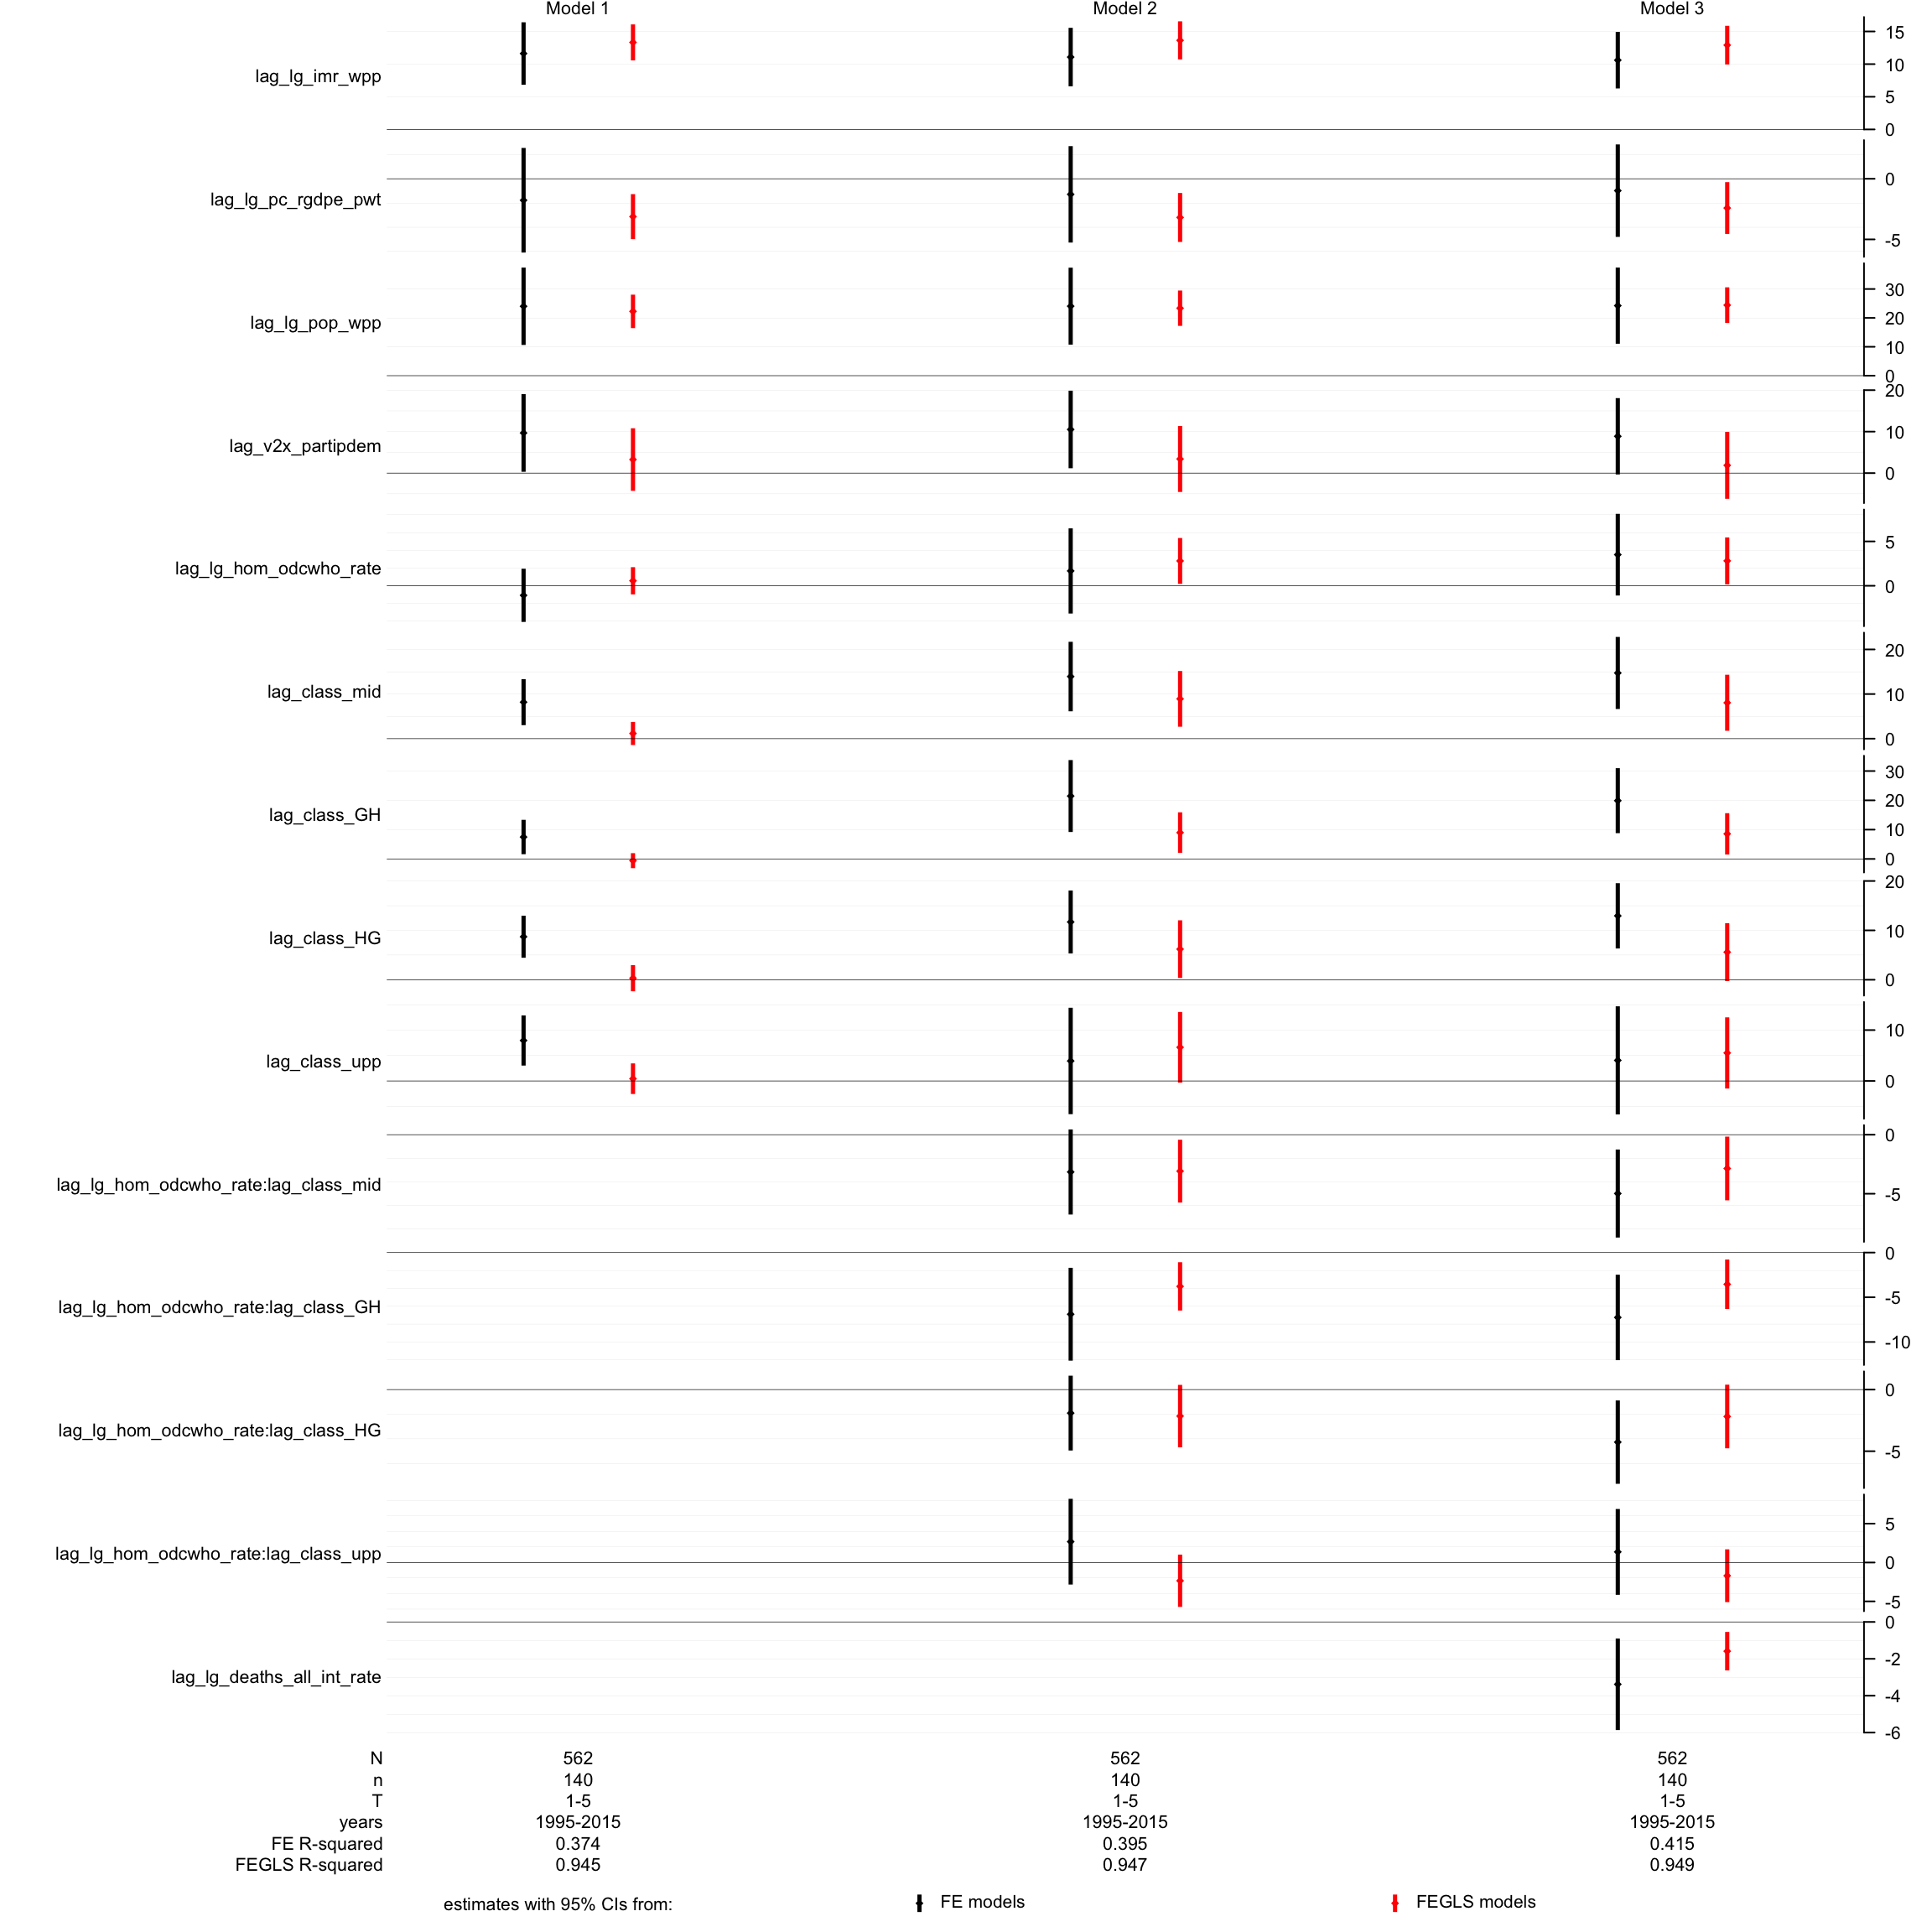 Model 1 Model 2 Model 3
lag_lg_imr_wpp
15
10
5
0
lag_lg_pc_rgdpe_pwt
0
-5
lag_lg_pop_wpp
30
20
10
0
lag_v2x_partipdem
20
10
0
lag_lg_hom_odcwho_rate
5
0
lag_class_mid
20
10
0
lag_class_GH
30
20
10
0
lag_class_HG
20
10
0
lag_class_upp
10
0
lag_lg_hom_odcwho_rate:lag_class_mid
0
-5
lag_lg_hom_odcwho_rate:lag_class_GH
0
-5
-10
lag_lg_hom_odcwho_rate:lag_class_HG
0
-5
lag_lg_hom_odcwho_rate:lag_class_upp
5
0
-5
lag_lg_deaths_all_int_rate
0
-2
-4
-6
N 562 562 562
n 140 140 140
T 1-5 1-5 1-5
years 1995-2015 1995-2015 1995-2015
FE R-squared 0.374 0.395 0.415
FEGLS R-squared 0.945 0.947 0.949
estimates with 95% CIs from: FE models FEGLS models